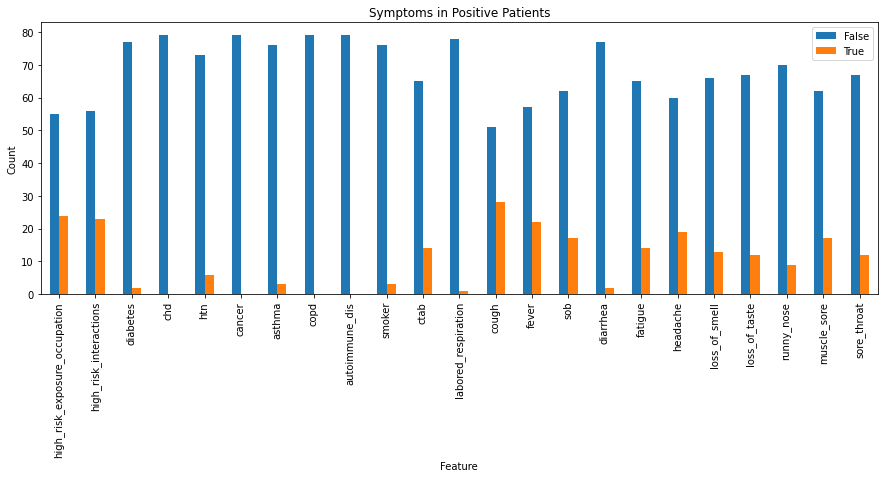 Symptoms in Positive Patients
False
True
80
70
60
50
40
30
20
10
0
Count
high_risk_exposure_occupation
high_risk_interactions
diabetes
chd
htn
cancer
asthma
copd
autoimmune_dis
smoker
ctab
labored_respiration
cough
fever
sob
diarrhea
fatigue
headache
loss_of_smell
loss_of_taste
runny_nose
muscle_sore
sore_throat
Feature